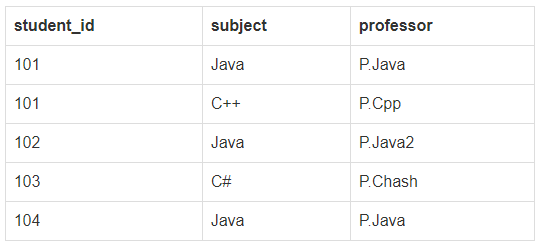 student_id subject professor
101 Java P.Java
101 C++ P.Cpp
102 Java P.Java2
103 C# P.Chash
104 Java P.Java